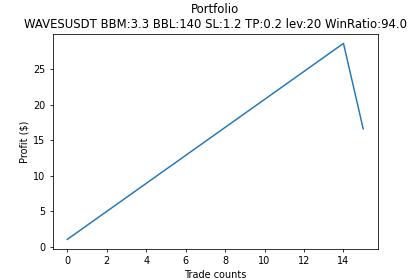 Portfolio
WAVESUSDT BBM:3.3 BBL:140 SL:1.2 TP:0.2 lev:20 WinRatio:94.0
25
20
15
10
5
0
Profit ($)
0 2 4 6 8 10 12 14
Trade counts